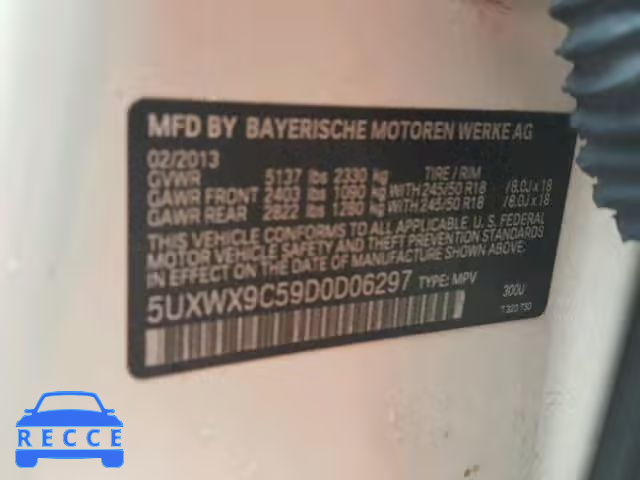 MFD BY BAYERISCHE MOTOREN WERKE AG
02/2013
GVWR 5137 lbs 2330 kg TIRE / RIM
GAWR FRONT 2403 lbs 1090 kg WITH 245/50 R18 / 8.0J x 18
GAWR REAR 2822 lbs 1280 kg WITH 245/50 R18 / 8.0J x 18
THIS VEHICLE CONFORMS TO ALL APPLICABLE U.S. FEDERAL
MOTOR VEHICLE SAFETY AND THEFT PREVENTION STANDARDS
IN EFFECT ON THE DATE OF MANUFACTURE SHOWN ABOVE:
5UXWX9C59D0D06297 TYPE: MPV
300U
RECCE